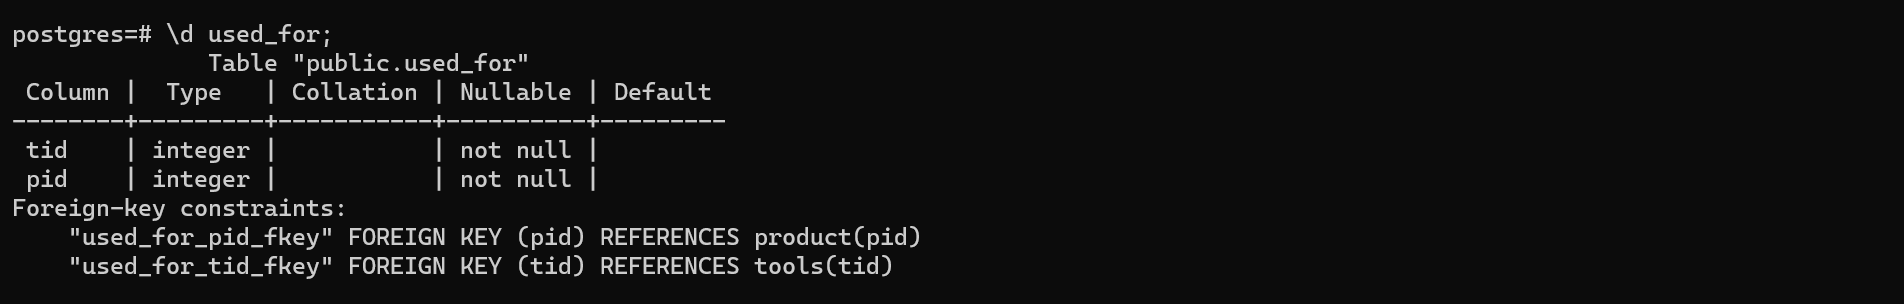 postgres=# \d used_for;
              Table "public.used_for"
 Column |  Type   | Collation | Nullable | Default
--------+---------+-----------+----------+---------
 tid    | integer |           | not null |
 pid    | integer |           | not null |
Foreign-key constraints:
    "used_for_pid_fkey" FOREIGN KEY (pid) REFERENCES product(pid)
    "used_for_tid_fkey" FOREIGN KEY (tid) REFERENCES tools(tid)